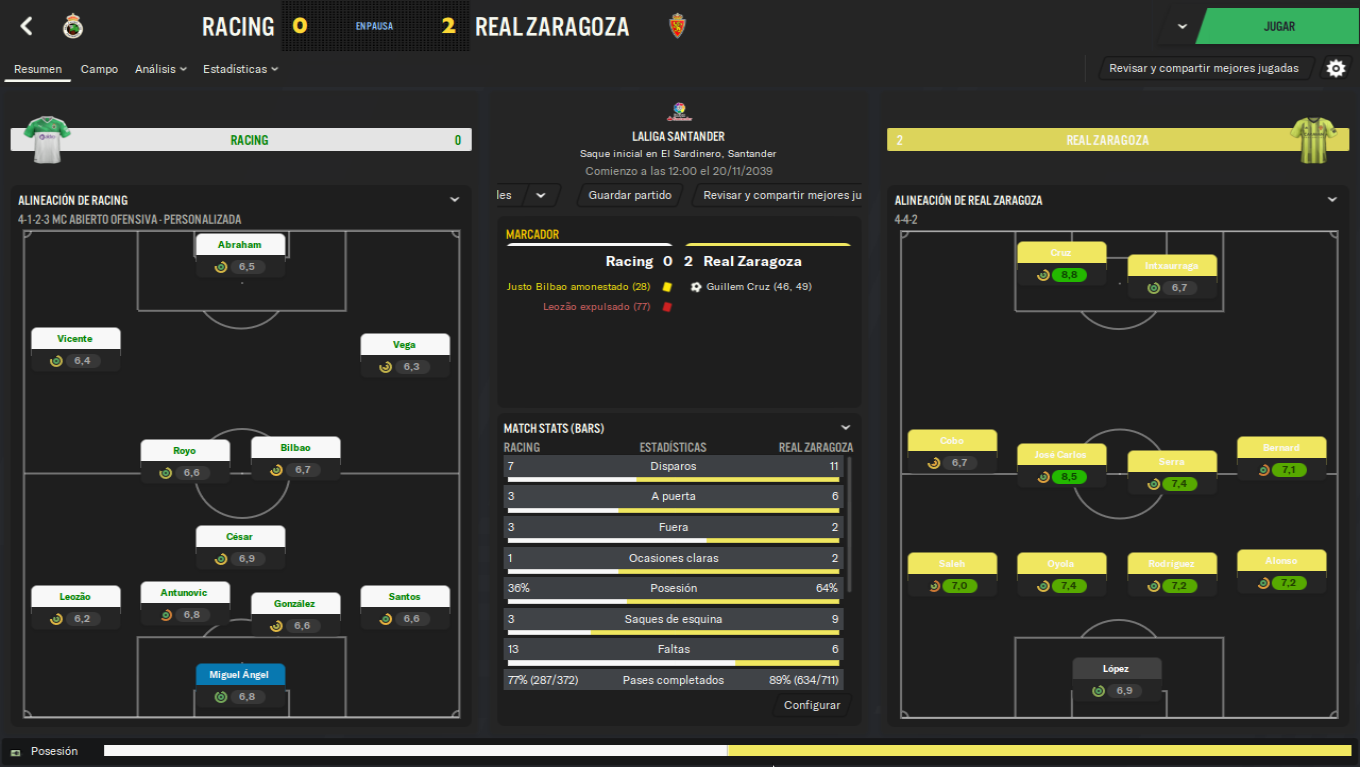 RACING 0 EN PAUSA 2 REAL ZARAGOZA
JUGAR
Resumen Campo Análisis Estadísticas
Revisar y compartir mejores jugadas
RACING 0
ALINEACIÓN DE RACING
4-1-2-3 MC ABIERTO OFENSIVA - PERSONALIZADA
Abraham
6,5
Vicente
6,4
Vega
6,3
Royo
6,6
Bilbao
6,7
César
6,9
Leozão
6,2
Antunovic
6,8
González
6,6
Santos
6,6
Miguel Ángel
6,8
LALIGA SANTANDER
Saque inicial en El Sardinero, Santander
Comienzo a las 12:00 el 20/11/2039
les
Guardar partido
Revisar y compartir mejores ju
MARCADOR
Racing 0 2 Real Zaragoza
Justo Bilbao amonestado (28)
Guillem Cruz (46, 49)
Leozão expulsado (77)
MATCH STATS (BARS)
RACING ESTADÍSTICAS REAL ZARAGOZA
7 Disparos 11
3 A puerta 6
3 Fuera 2
1 Ocasiones claras 2
36% Posesión 64%
3 Saques de esquina 9
13 Faltas 6
77% (287/372) Pases completados 89% (634/711)
Configurar
2 REAL ZARAGOZA
ALINEACIÓN DE REAL ZARAGOZA
4-4-2
Cruz
8,8
Intxaurraga
6,7
Cobo
6,7
José Carlos
8,5
Serra
7,4
Bernard
7,1
Saleh
7,0
Oyola
7,4
Rodríguez
7,2
Alonso
7,2
López
6,9
Posesión